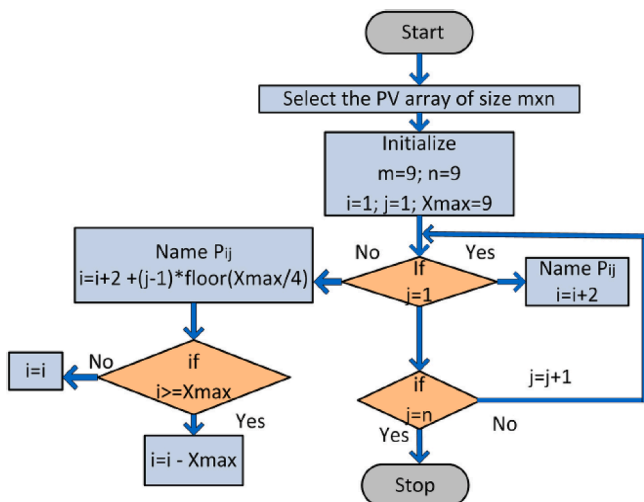 Start
Select the PV array of size mxn
Initialize
m=9; n=9
i=1; j=1; Xmax=9
No
Yes
If
j=1
Name Pij
i=i+2
Name Pij
i=i+2 +(j-1)*floor(Xmax/4)
if
i>=Xmax
No
i=i
Yes
i=i - Xmax
if
j=n
j=j+1
No
Yes
Stop